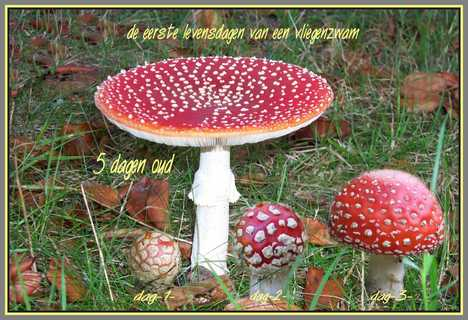 de eerste levensdagen van een vliegenzwam
5 dagen oud
dag-1- dag-2- dag-3-